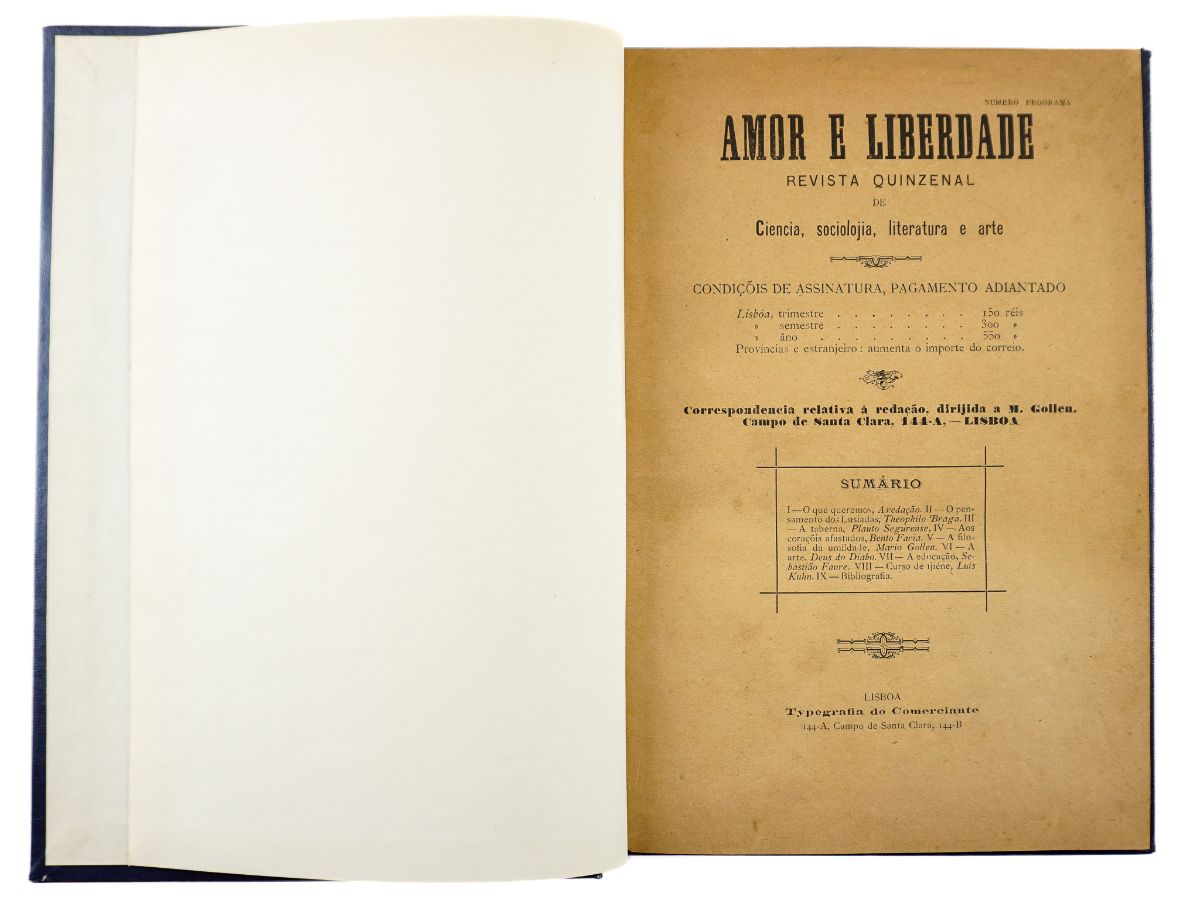 NUMERO PROGRAMA
AMOR E LIBERDADE
REVISTA QUINZENAL
DE
Ciencia, sociolojia, literatura e arte
CONDIÇÕIS DE ASSINATURA, PAGAMENTO ADIANTADO
Lisbôa, trimestre . . . . . . . . 150 réis
» semestre . . . . . . . . 300 »
» âno . . . . . . . . . 550 »
Provincias e estranjeiro: aumenta o importe do correio.
Correspondencia relativa à redação, dirijida a M. Gollen.
Campo de Santa Clara, 144-A, — LISBOA
SUMÁRIO
I — O que queremos, A redação. II — O pen-
samento dos Lusiadas, Theophilo Braga. III
— A taberna, Plauto Segurense, IV — Aos
coraçõis afastados, Bento Faria. V — A filo-
sofia da umildade, Mario Gollen. VI — A
arte, Deus do Diabo. VII — A educação, Se-
bastião Faure. VIII — Curso de ijiéne, Luis
Kuhn. IX — Bibliografia.
LISBOA
Typografia do Comerciante
144-A, Campo de Santa Clara, 144-B